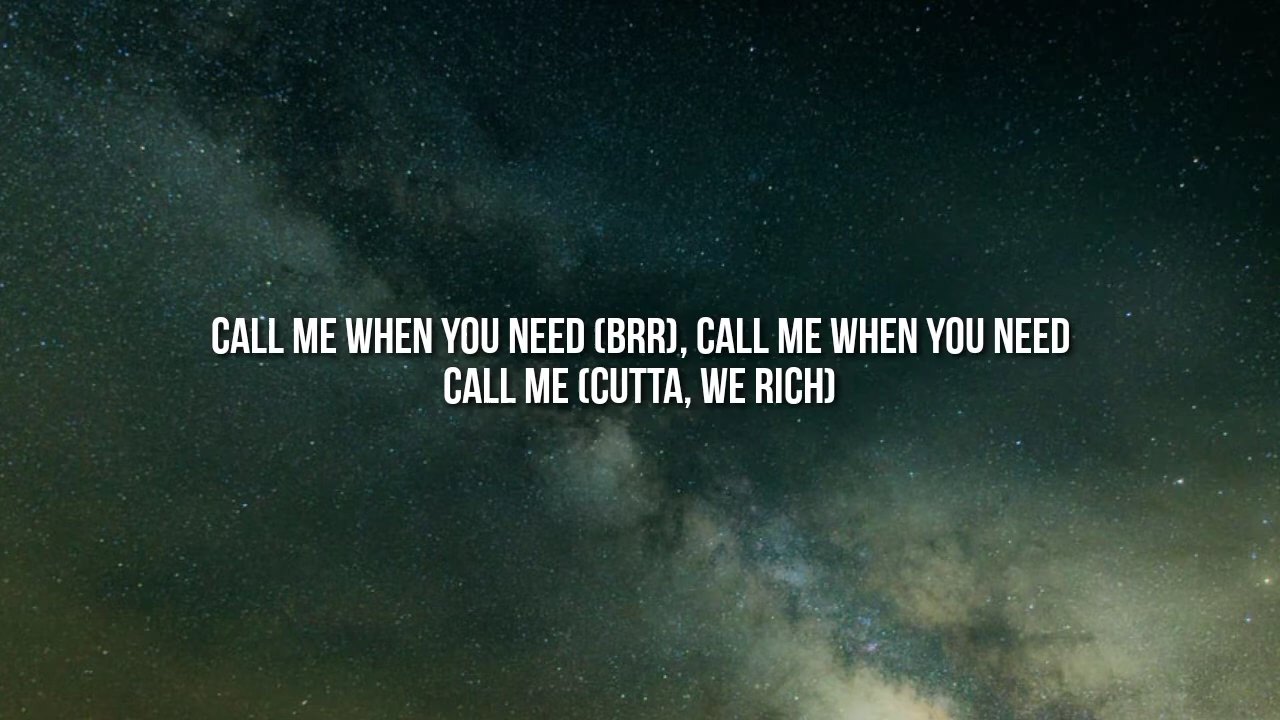 CALL ME WHEN YOU NEED (BRR), CALL ME WHEN YOU NEED
CALL ME (CUTTA, WE RICH)